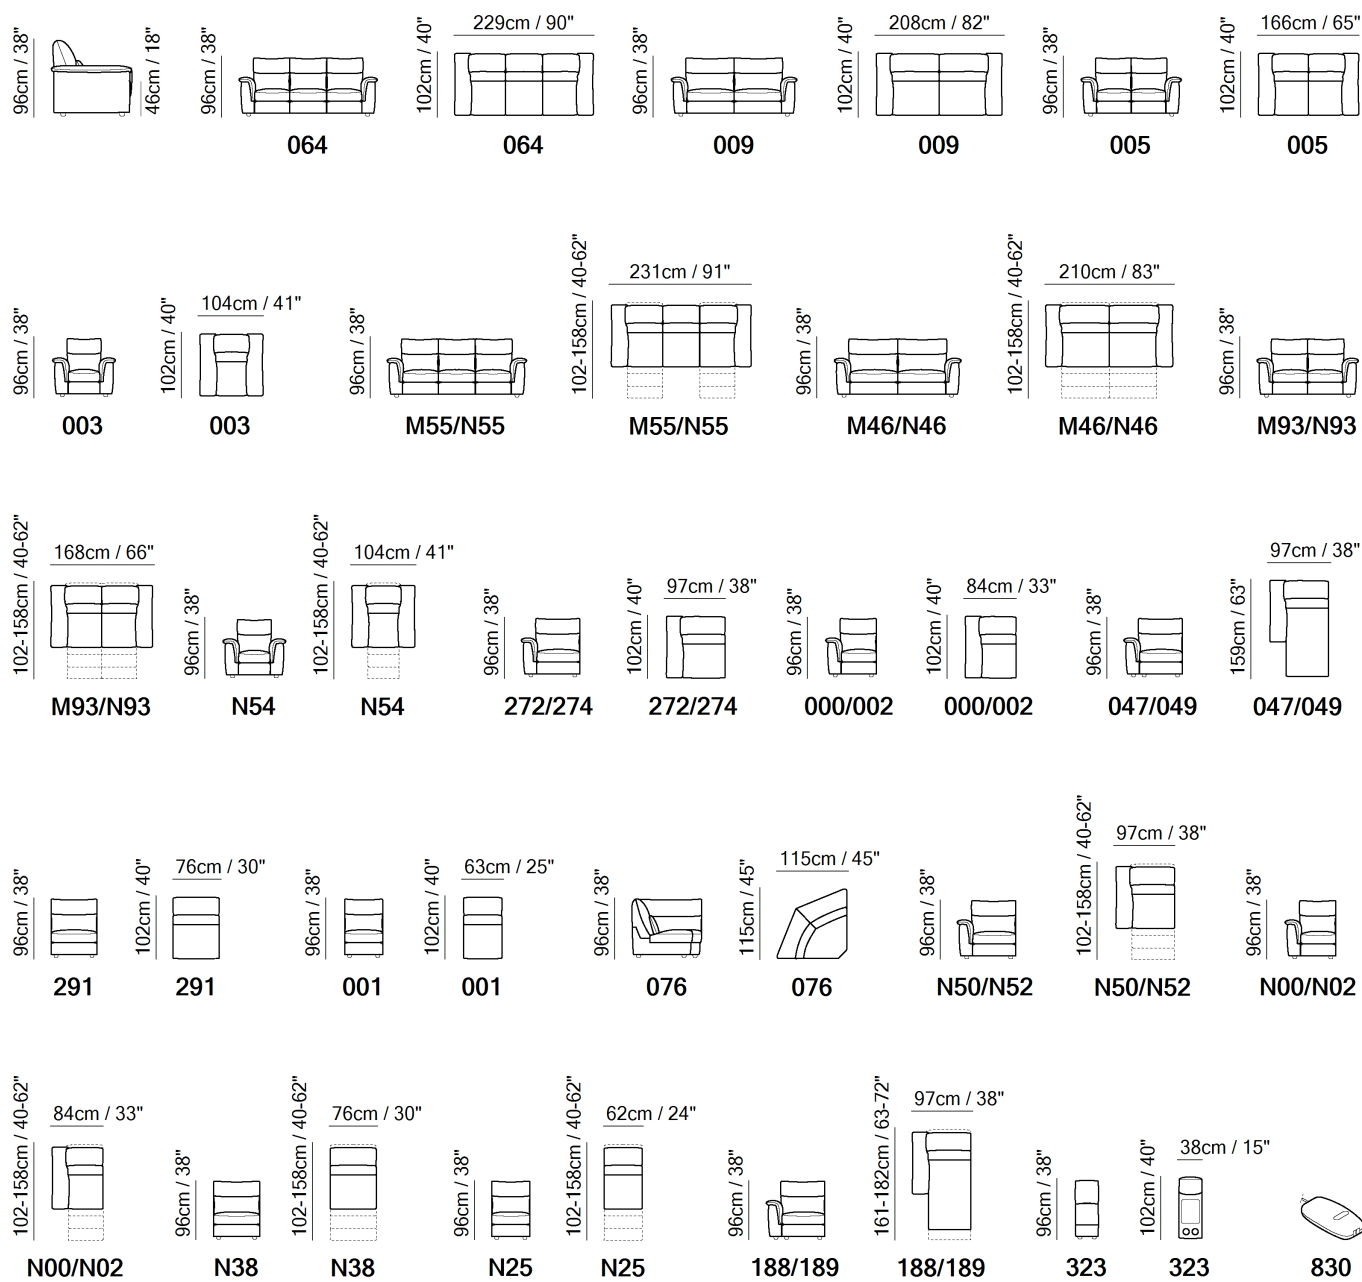 96cm / 38"
46cm / 18"
96cm / 38"
064
229cm / 90"
102cm / 40"
064
96cm / 38"
009
208cm / 82"
102cm / 40"
009
96cm / 38"
005
166cm / 65"
102cm / 40"
005
96cm / 38"
003
104cm / 41"
102cm / 40"
003
96cm / 38"
M55/N55
231cm / 91"
102-158cm / 40-62"
M55/N55
96cm / 38"
M46/N46
210cm / 83"
102-158cm / 40-62"
M46/N46
96cm / 38"
M93/N93
168cm / 66"
102-158cm / 40-62"
M93/N93
96cm / 38"
N54
104cm / 41"
102-158cm / 40-62"
N54
96cm / 38"
272/274
97cm / 38"
102cm / 40"
272/274
96cm / 38"
000/002
84cm / 33"
102cm / 40"
000/002
96cm / 38"
047/049
97cm / 38"
159cm / 63"
047/049
96cm / 38"
291
76cm / 30"
102cm / 40"
291
96cm / 38"
001
63cm / 25"
102cm / 40"
001
96cm / 38"
076
115cm / 45"
115cm / 45"
076
96cm / 38"
N50/N52
97cm / 38"
102-158cm / 40-62"
N50/N52
96cm / 38"
N00/N02
84cm / 33"
102-158cm / 40-62"
N00/N02
96cm / 38"
N38
76cm / 30"
102-158cm / 40-62"
N38
96cm / 38"
N25
62cm / 24"
102-158cm / 40-62"
N25
96cm / 38"
188/189
97cm / 38"
161-182cm / 63-72"
188/189
96cm / 38"
323
38cm / 15"
102cm / 40"
323
830